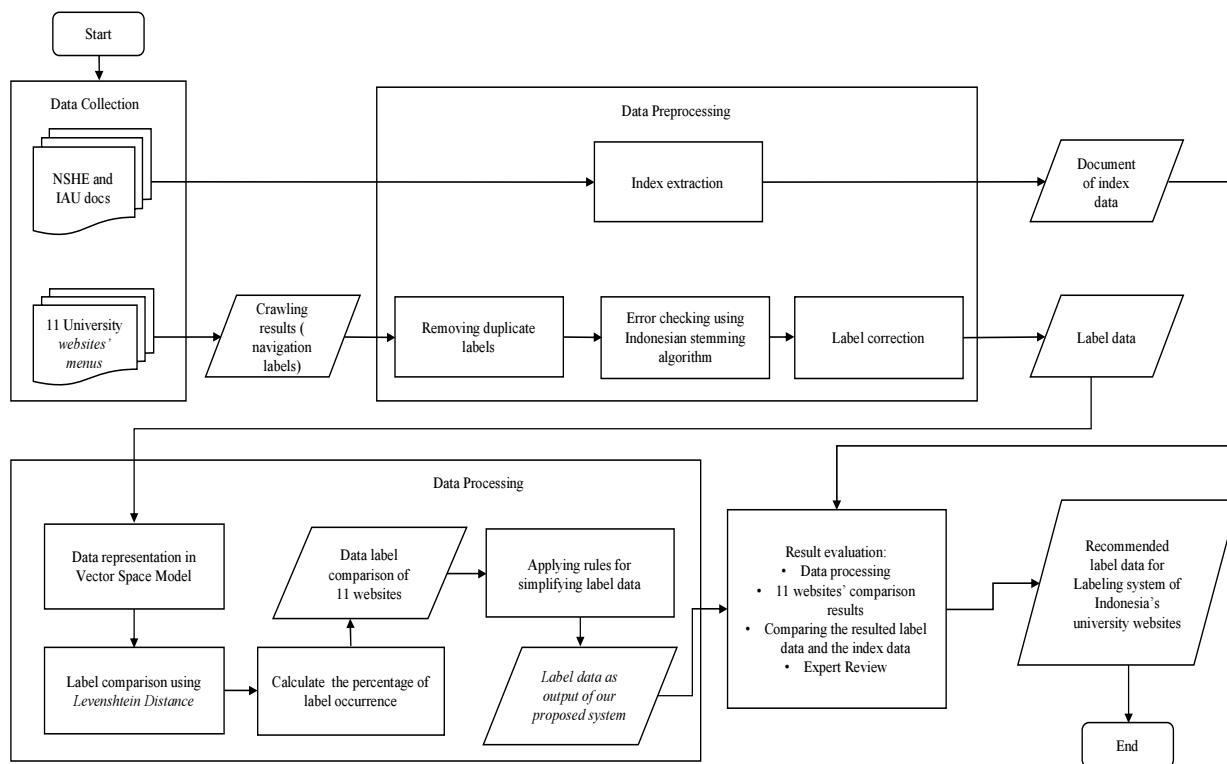 Start
Data Collection
NSHE and
IAU docs
11 University
websites'
menus
Crawling
results (
navigation
labels)
Data Preprocessing
Index extraction
Removing duplicate
labels
Error checking using
Indonesian stemming
algorithm
Label correction
Document
of index
data
Label data
Data Processing
Data representation in
Vector Space Model
Label comparison using
Levenshtein Distance
Calculate the percentage of
label occurrence
Data label
comparison of
11 websites
Applying rules for
simplifying label data
Label data as
output of our
proposed system
Result evaluation:
• Data processing
• 11 websites' comparison
results
• Comparing the resulted label
data and the index data
• Expert Review
Recommended
label data for
Labeling system of
Indonesia's
university websites
End